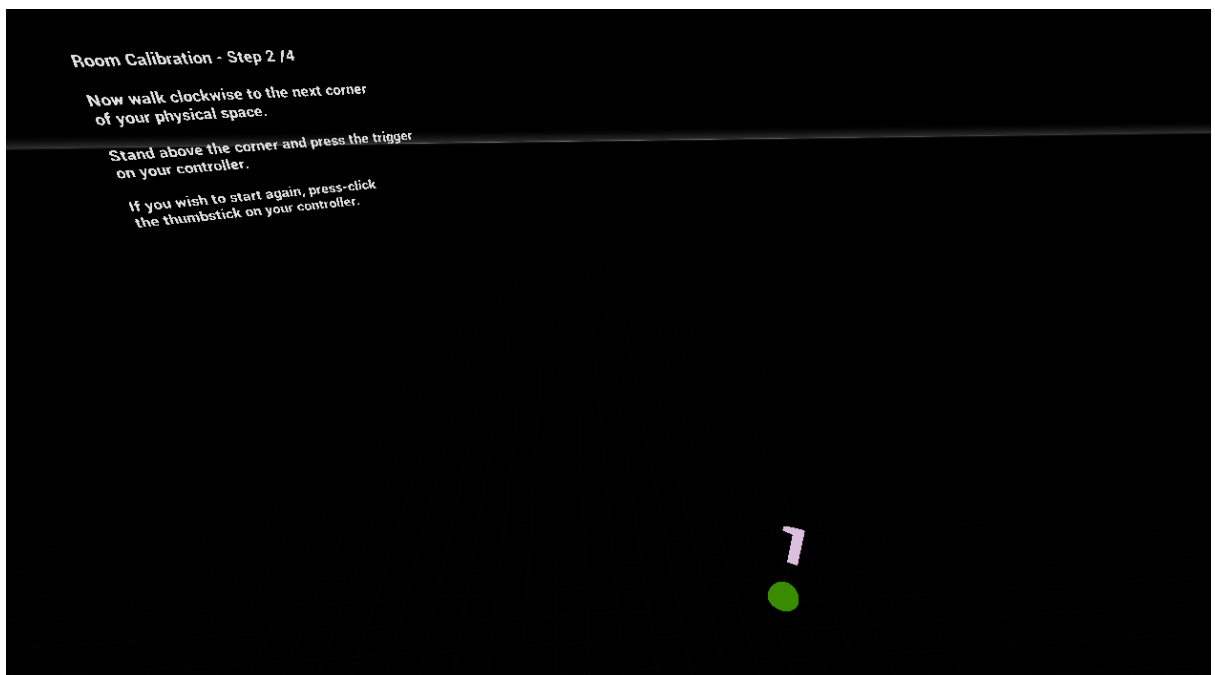 Room Calibration - Step 2 /4
Now walk clockwise to the next corner
of your physical space.
Stand above the corner and press the trigger
on your controller.
If you wish to start again, press-click
the thumbstick on your controller.
1